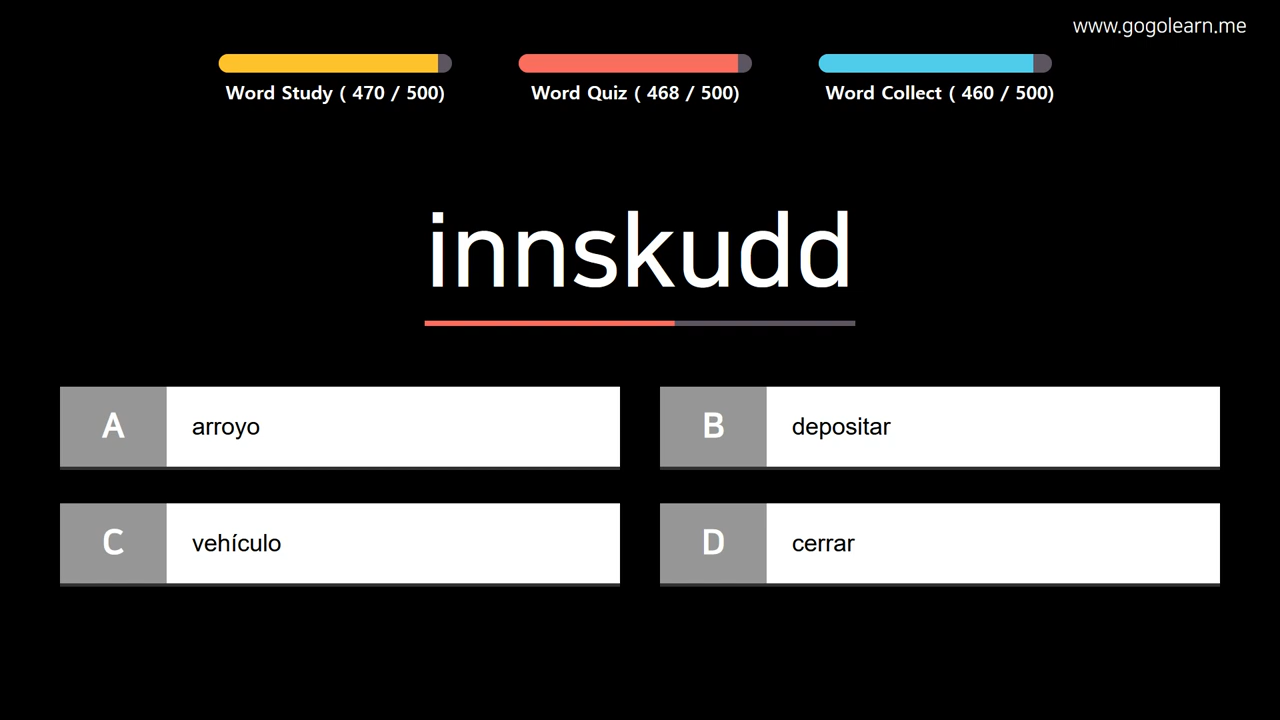 www.gogolearn.me
Word Study ( 470 / 500)
Word Quiz ( 468 / 500)
Word Collect ( 460 / 500)
innskudd
A
arroyo
B
depositar
C
vehículo
D
cerrar